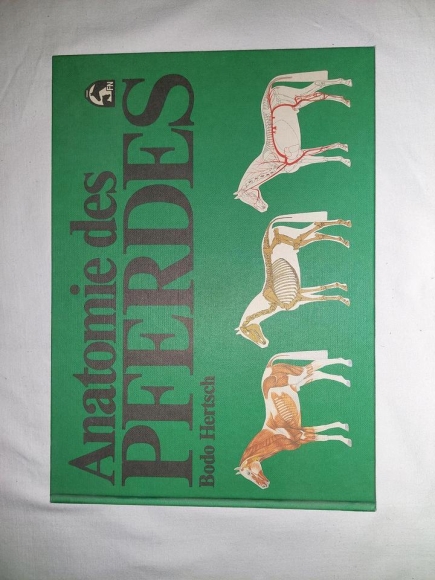 Anatomie des
PFERDES
Bodo Hertsch
FN